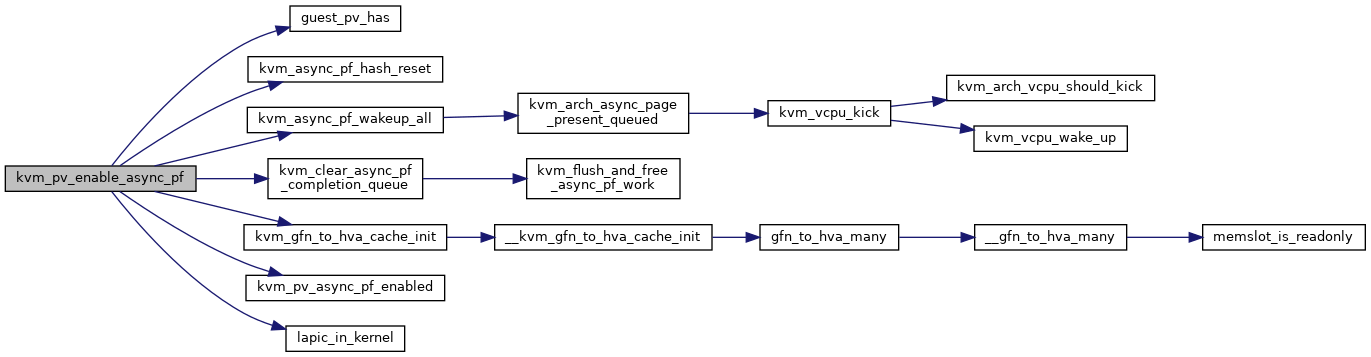 guest_pv_has
kvm_async_pf_hash_reset
kvm_arch_vcpu_should_kick
kvm_async_pf_wakeup_all
kvm_arch_async_page
_present_queued
kvm_vcpu_kick
kvm_vcpu_wake_up
kvm_pv_enable_async_pf
kvm_clear_async_pf
_completion_queue
kvm_flush_and_free
_async_pf_work
kvm_gfn_to_hva_cache_init
__kvm_gfn_to_hva_cache_init
gfn_to_hva_many
__gfn_to_hva_many
memslot_is_readonly
kvm_pv_async_pf_enabled
lapic_in_kernel